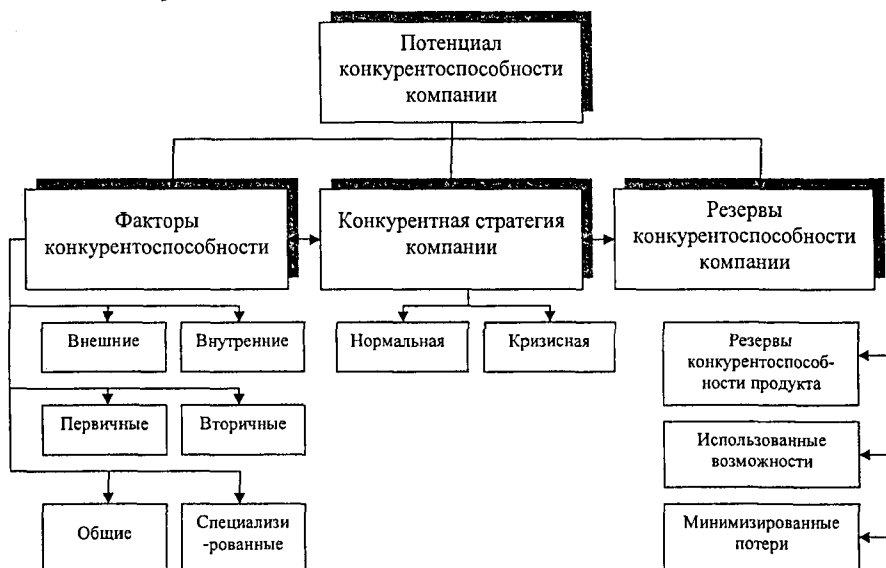 Потенциал
конкурентоспособности
компании
Факторы
конкурентоспособности
Конкурентная стратегия
компании
Резервы
конкурентоспособности
компании
Внешние
Внутренние
Нормальная
Кризисная
Резервы
конкурентоспособ-
ности продукта
Первичные
Вторичные
Использованные
возможности
Общие
Специализи
-рованные
Минимизированные
потери